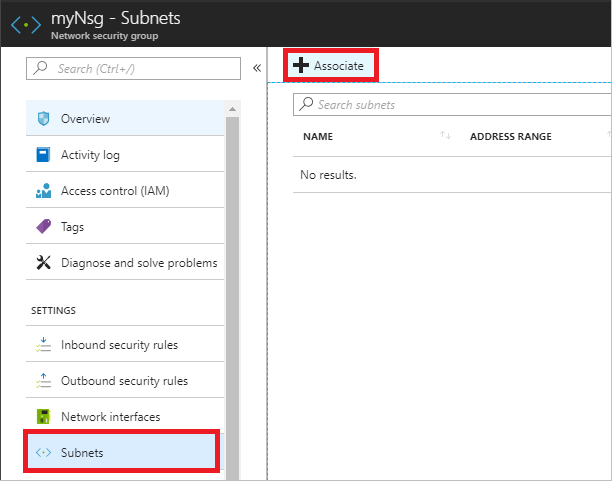 myNsg - Subnets
Network security group
Search (Ctrl+/)
Overview
Activity log
Access control (IAM)
Tags
Diagnose and solve problems
SETTINGS
Inbound security rules
Outbound security rules
Network interfaces
Subnets
Associate
Search subnets
NAME ADDRESS RANGE
No results.